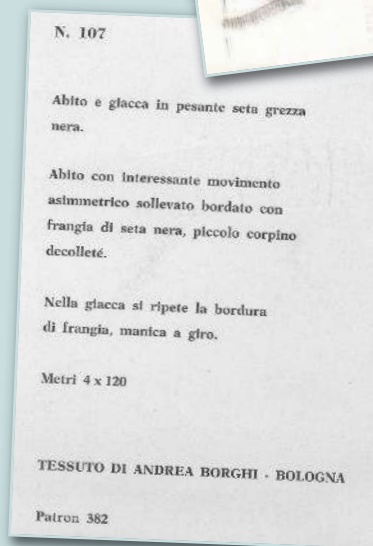 N. 107
Abito e giacca in pesante seta grezza
nera.
Abito con interessante movimento
asimmetrico sollevato bordato con
frangia di seta nera, piccolo corpino
decolleté.
Nella giacca si ripete la bordura
di frangia, manica a giro.
Metri 4 x 120
TESSUTO DI ANDREA BORGHI - BOLOGNA
Patron 382